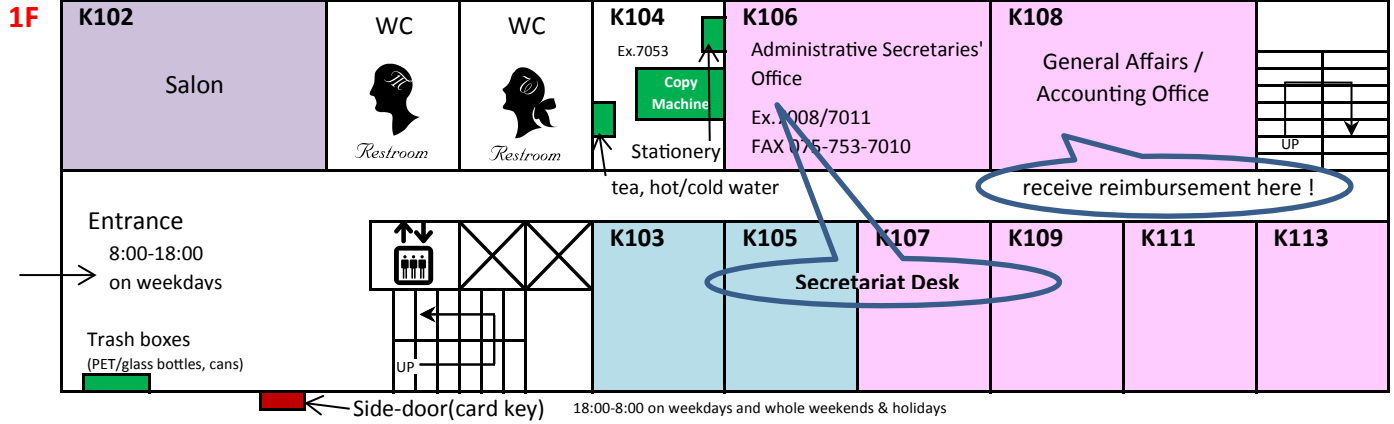 1F
K102
Salon
WC
Restroom
WC
Restroom
K104
Ex.7053
Copy
Machine
Stationery
tea, hot/cold water
K106
Administrative Secretaries'
Office
Ex.7008/7011
FAX 075-753-7010
K108
General Affairs /
Accounting Office
receive reimbursement here !
UP
Entrance
8:00-18:00
on weekdays
Trash boxes
(PET/glass bottles, cans)
UP
K103
K105
K107
K109
K111
K113
Secretariat Desk
Side-door(card key)
18:00-8:00 on weekdays and whole weekends & holidays